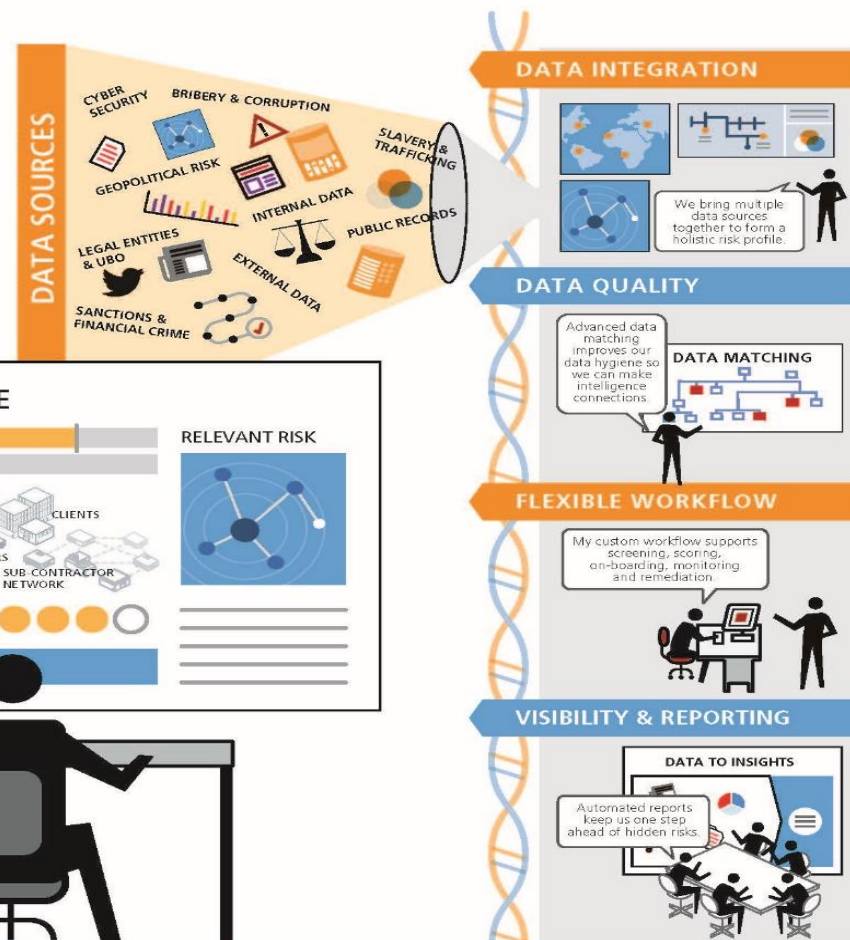 DATA SOURCES
CYBER
SECURITY
BRIBERY & CORRUPTION
SLAVERY &
TRAFFICKING
GEOPOLITICAL RISK
INTERNAL DATA
PUBLIC RECORDS
LEGAL ENTITIES
& UBO
EXTERNAL DATA
SANCTIONS &
FINANCIAL CRIME
E
RELEVANT RISK
CLIENTS
RS
SUB-CONTRACTOR
NETWORK
DATA INTEGRATION
We bring multiple
data sources
together to form a
holistic risk profile.
DATA QUALITY
Advanced data
matching
improves our
data hygiene so
we can make
intelligence
connections.
DATA MATCHING
FLEXIBLE WORKFLOW
My custom workflow supports
screening, scoring,
on-boarding, monitoring
and remediation.
VISIBILITY & REPORTING
DATA TO INSIGHTS
Automated reports
keep us one step
ahead of hidden risks.